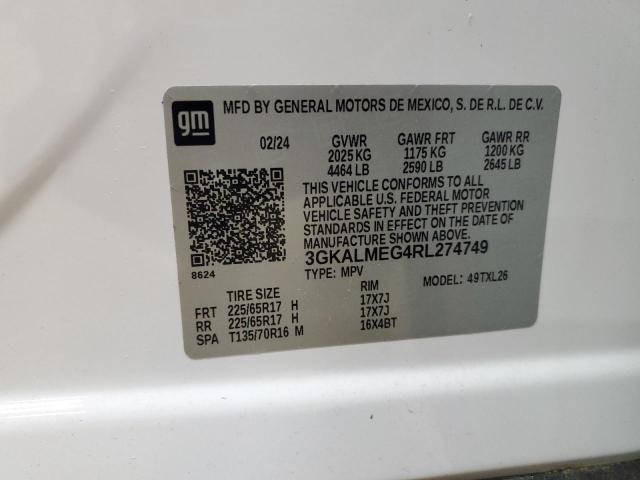 gm
MFD BY GENERAL MOTORS DE MEXICO, S. DE R.L. DE C.V.
02/24 GVWR GAWR FRT GAWR RR
2025 KG 1175 KG 1200 KG
4464 LB 2590 LB 2645 LB
THIS VEHICLE CONFORMS TO ALL
APPLICABLE U.S. FEDERAL MOTOR
VEHICLE SAFETY AND THEFT PREVENTION
STANDARDS IN EFFECT ON THE DATE OF
MANUFACTURE SHOWN ABOVE.
3GKALMEG4RL274749
8624
TYPE: MPV MODEL: 49TXL26
TIRE SIZE RIM
FRT 225/65R17 H 17X7J
RR 225/65R17 H 17X7J
SPA T135/70R16 M 16X4BT